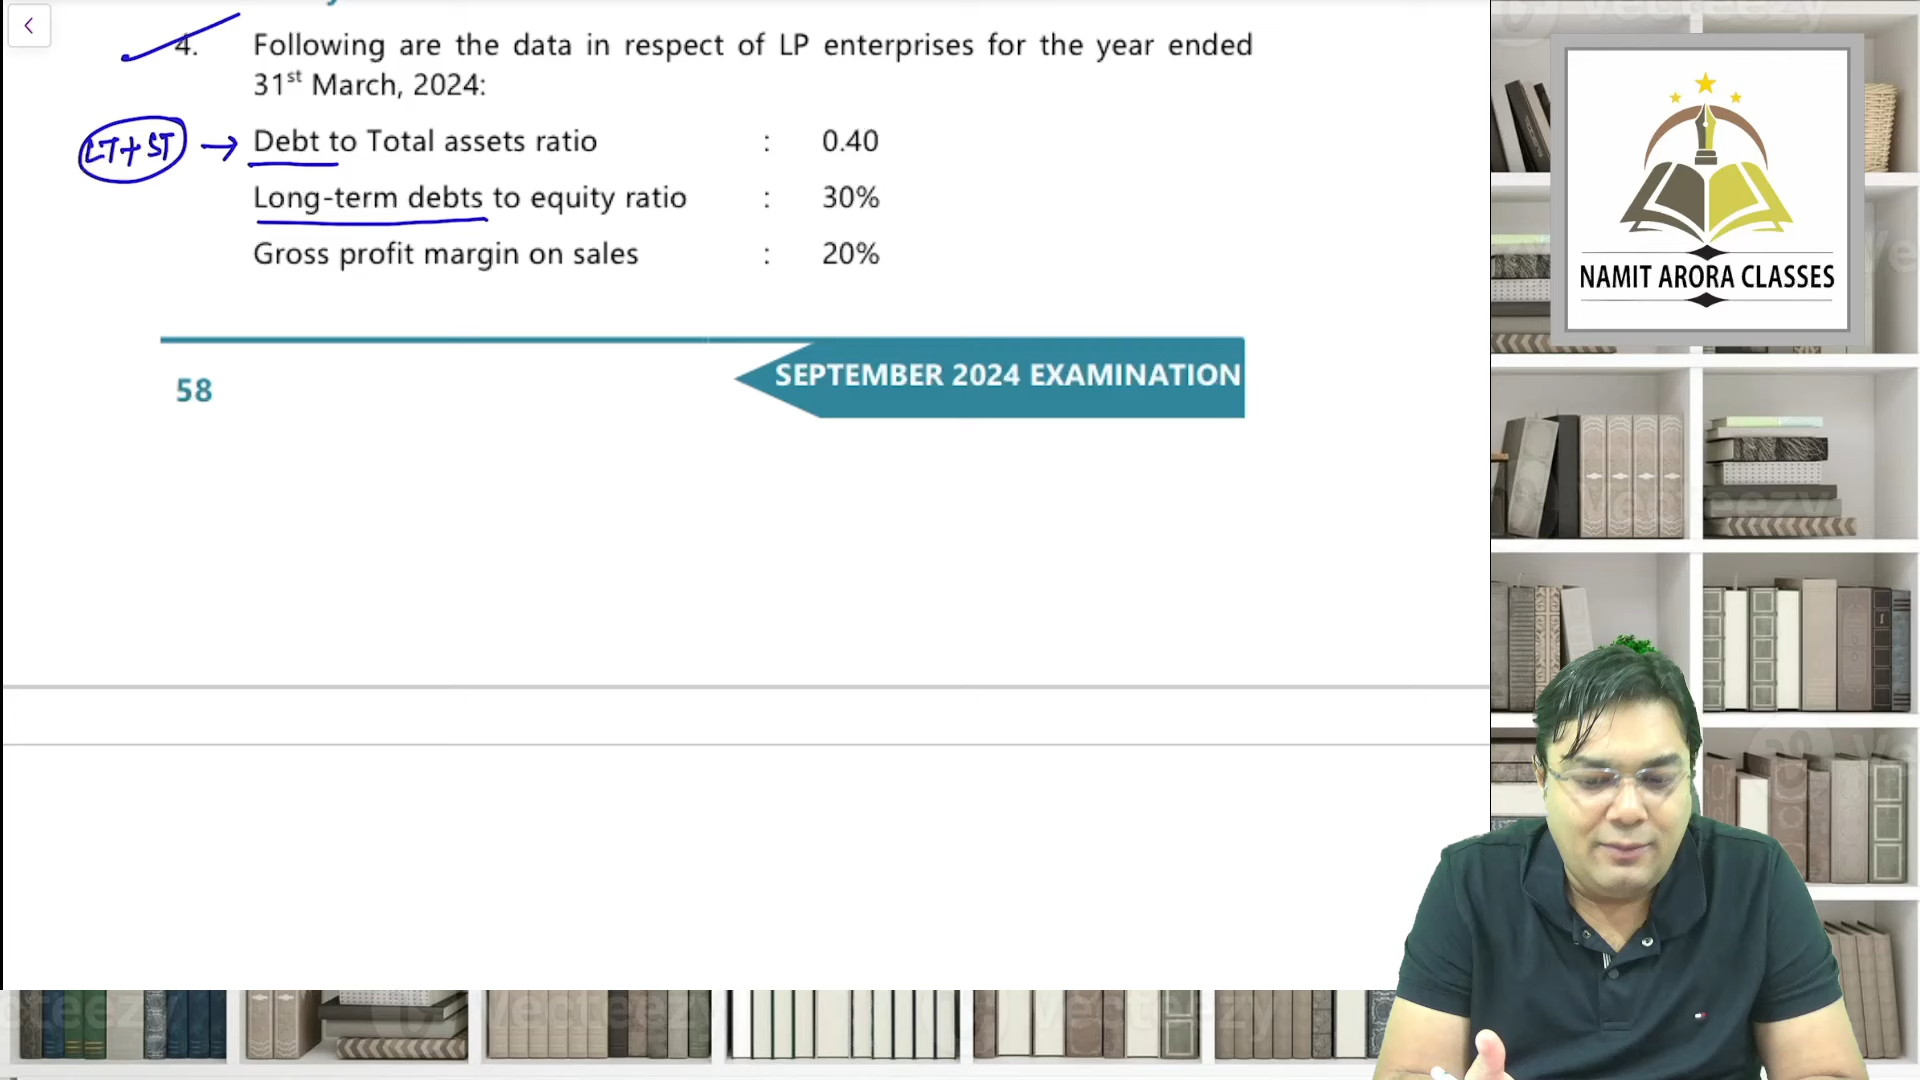 4. Following are the data in respect of LP enterprises for the year ended
31st March, 2024:
LT+ST → Debt to Total assets ratio : 0.40
Long-term debts to equity ratio : 30%
Gross profit margin on sales : 20%
58 SEPTEMBER 2024 EXAMINATION
NAMIT ARORA CLASSES